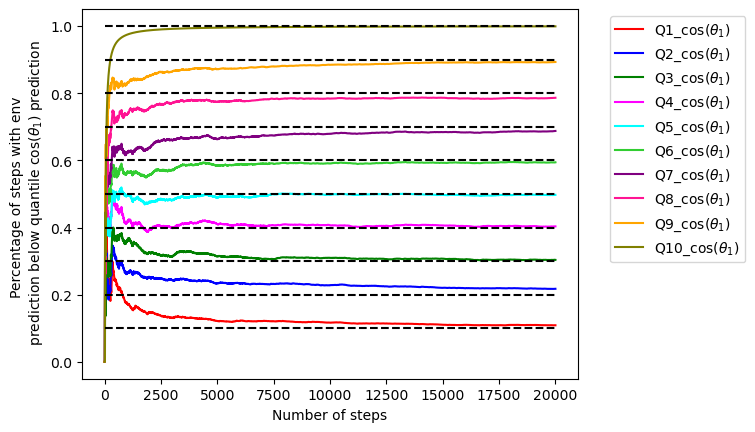 Percentage of steps with env
prediction below quantile cos(θ₁) prediction
1.0
0.8
0.6
0.4
0.2
0.0
0
2500
5000
7500
10000
12500
15000
17500
20000
Number of steps
Q1_cos(θ₁)
Q2_cos(θ₁)
Q3_cos(θ₁)
Q4_cos(θ₁)
Q5_cos(θ₁)
Q6_cos(θ₁)
Q7_cos(θ₁)
Q8_cos(θ₁)
Q9_cos(θ₁)
Q10_cos(θ₁)